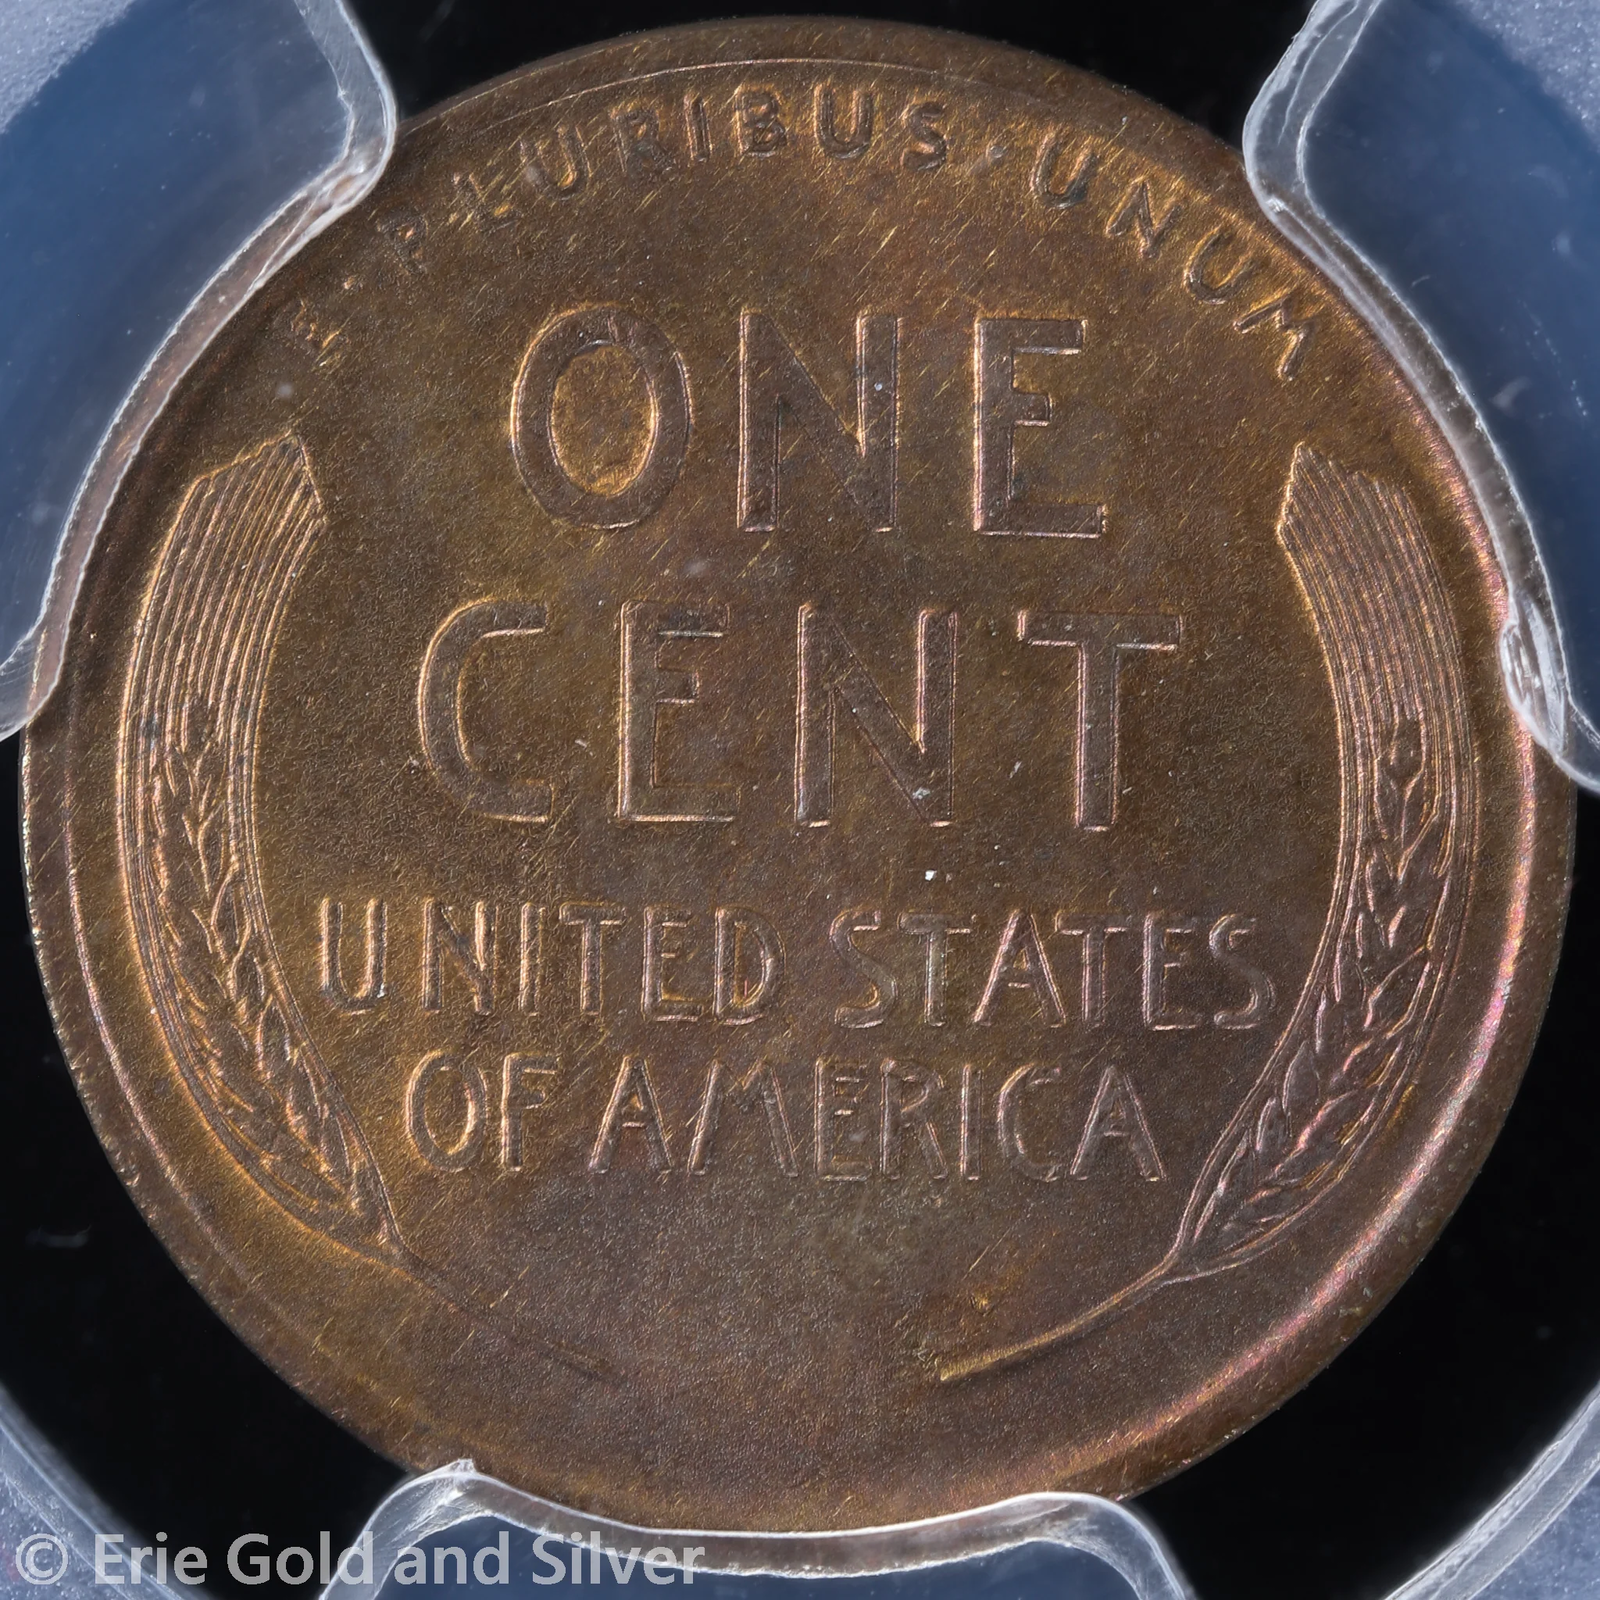 E · PLURIBUS · UNUM
ONE
CENT
UNITED STATES
OF AMERICA
© Erie Gold and Silver